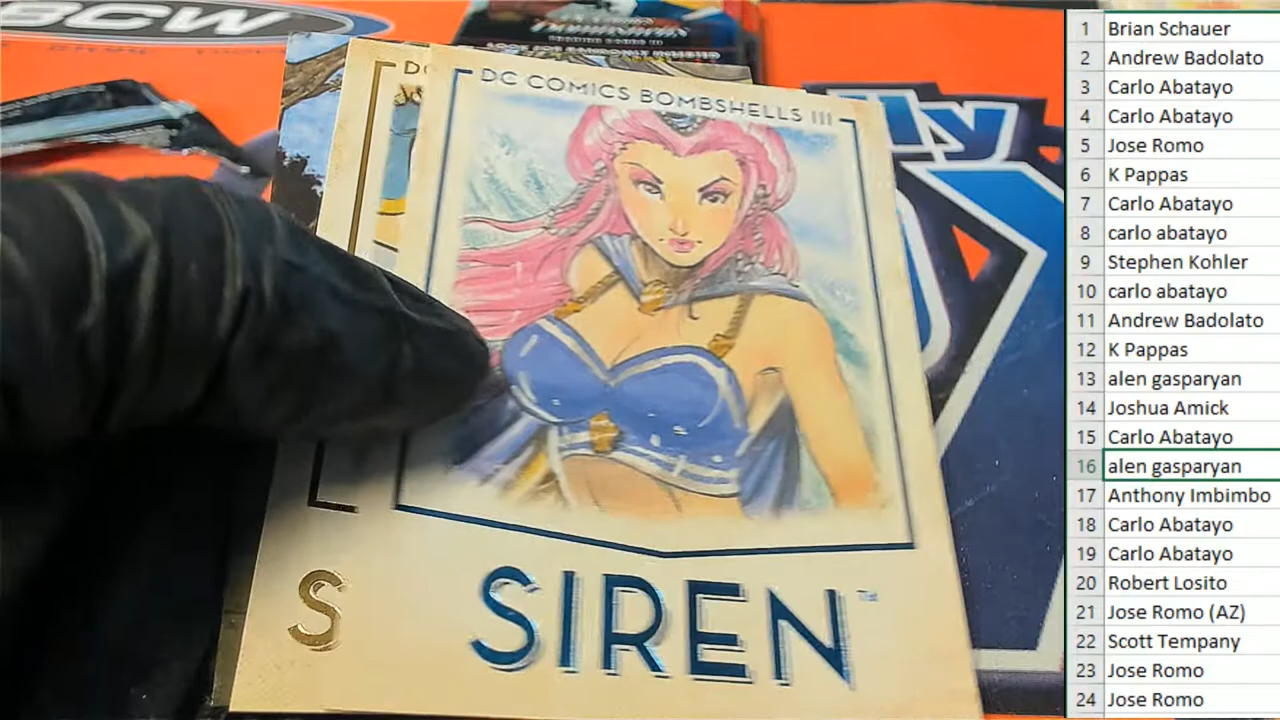 BCW
DC COMICS BOMBSHELLS III
DC
S
SIREN™
lly
1 Brian Schauer
2 Andrew Badolato
3 Carlo Abatayo
4 Carlo Abatayo
5 Jose Romo
6 K Pappas
7 Carlo Abatayo
8 carlo abatayo
9 Stephen Kohler
10 carlo abatayo
11 Andrew Badolato
12 K Pappas
13 alen gasparyan
14 Joshua Amick
15 Carlo Abatayo
16 alen gasparyan
17 Anthony Imbimbo
18 Carlo Abatayo
19 Carlo Abatayo
20 Robert Losito
21 Jose Romo (AZ)
22 Scott Tempany
23 Jose Romo
24 Jose Romo